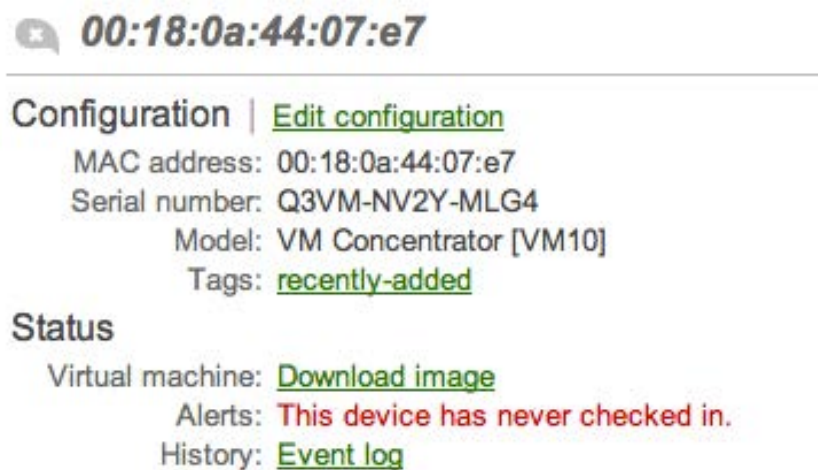 00:18:0a:44:07:e7
Configuration | Edit configuration
MAC address: 00:18:0a:44:07:e7
Serial number: Q3VM-NV2Y-MLG4
Model: VM Concentrator [VM10]
Tags: recently-added
Status
Virtual machine: Download image
Alerts: This device has never checked in.
History: Event log